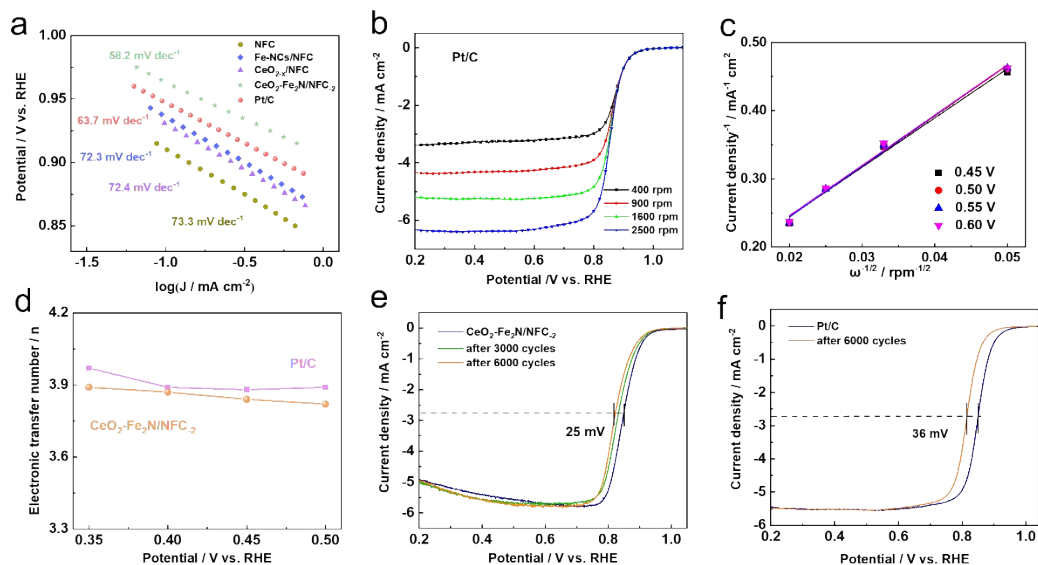 a
Potential / V vs. RHE
1.00
0.95
0.90
0.85
58.2 mV dec⁻¹
63.7 mV dec⁻¹
72.3 mV dec⁻¹
72.4 mV dec⁻¹
73.3 mV dec⁻¹
NFC
Fe-NCs/NFC
CeO₂₋ₓ/NFC
CeO₂-Fe₂N/NFC₋₂
Pt/C
-1.5 -1.0 -0.5 0.0
log(J / mA cm⁻²)
b
Current density / mA cm⁻²
0
-2
-4
-6
Pt/C
400 rpm
900 rpm
1600 rpm
2500 rpm
0.2 0.4 0.6 0.8 1.0
Potential /V vs. RHE
c
Current density⁻¹ / mA⁻¹ cm²
0.50
0.40
0.30
0.20
0.45 V
0.50 V
0.55 V
0.60 V
0.02 0.03 0.04 0.05
ω⁻¹/² / rpm⁻¹/²
d
Electronic transfer number / n
4.2
3.9
3.6
3.3
Pt/C
CeO₂-Fe₂N/NFC₋₂
0.35 0.40 0.45 0.50
Potential / V vs. RHE
e
Current density / mA cm⁻²
0
-1
-2
-3
-4
-5
-6
CeO₂-Fe₂N/NFC₋₂
after 3000 cycles
after 6000 cycles
25 mV
0.2 0.4 0.6 0.8 1.0
Potential / V vs. RHE
f
Current density / mA cm⁻²
0
-1
-2
-3
-4
-5
-6
Pt/C
after 6000 cycles
36 mV
0.2 0.4 0.6 0.8 1.0
Potential / V vs. RHE